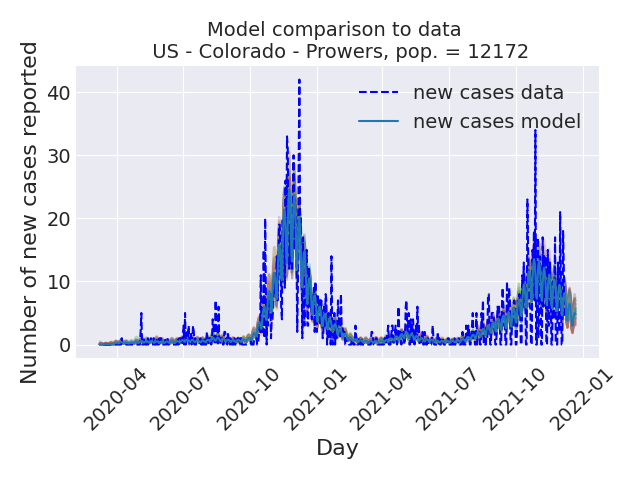 Model comparison to data
US - Colorado - Prowers, pop. = 12172
Number of new cases reported
40
30
20
10
0
new cases data
new cases model
2020-04
2020-07
2020-10
2021-01
2021-04
2021-07
2021-10
2022-01
Day